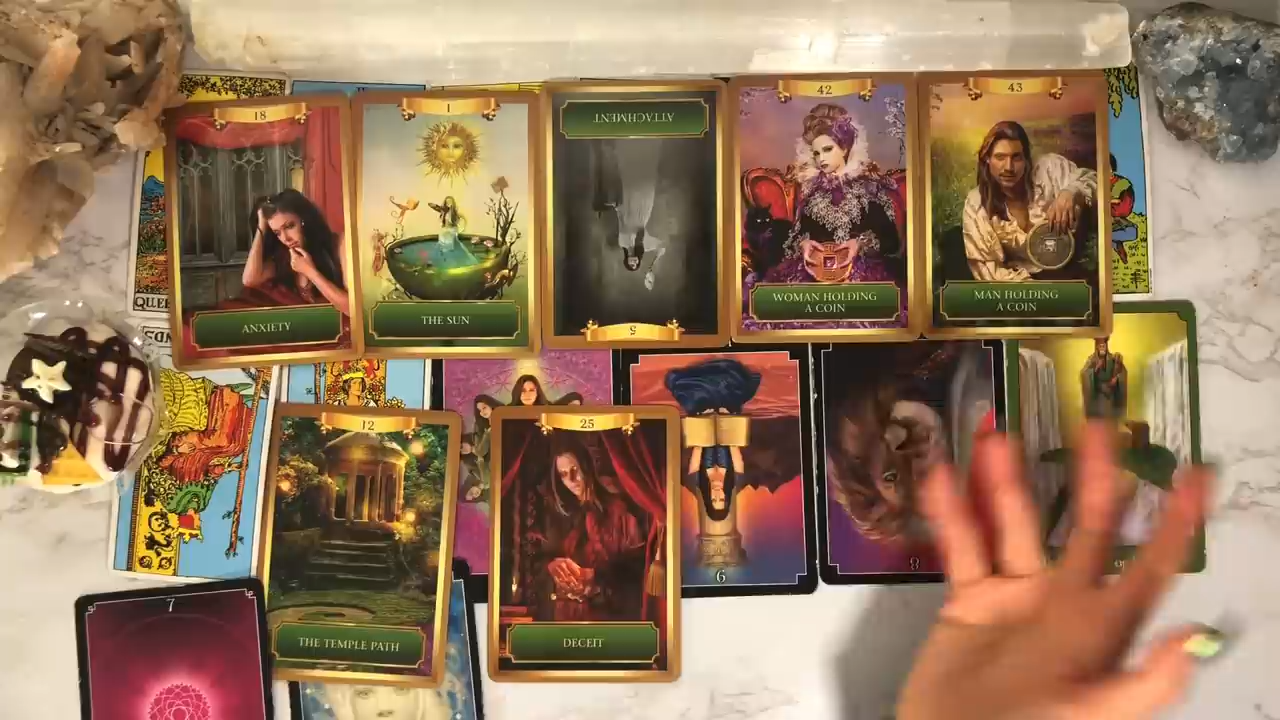 18
ANXIETY
1
THE SUN
ATTACHMENT
5
42
WOMAN HOLDING
A COIN
43
MAN HOLDING
A COIN
QUEE
12
THE TEMPLE PATH
25
DECEIT
6
8
7